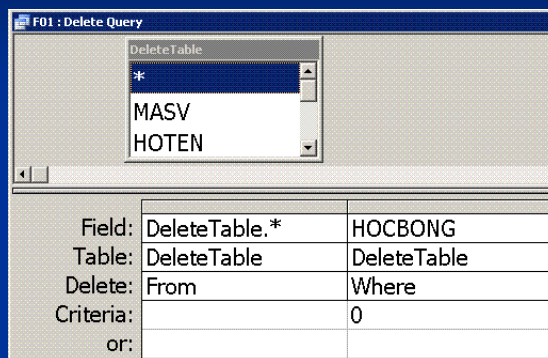 F01 : Delete Query
DeleteTable
*
MASV
HOTEN
Field: DeleteTable.* HOCBONG
Table: DeleteTable DeleteTable
Delete: From Where
Criteria: 0
or: